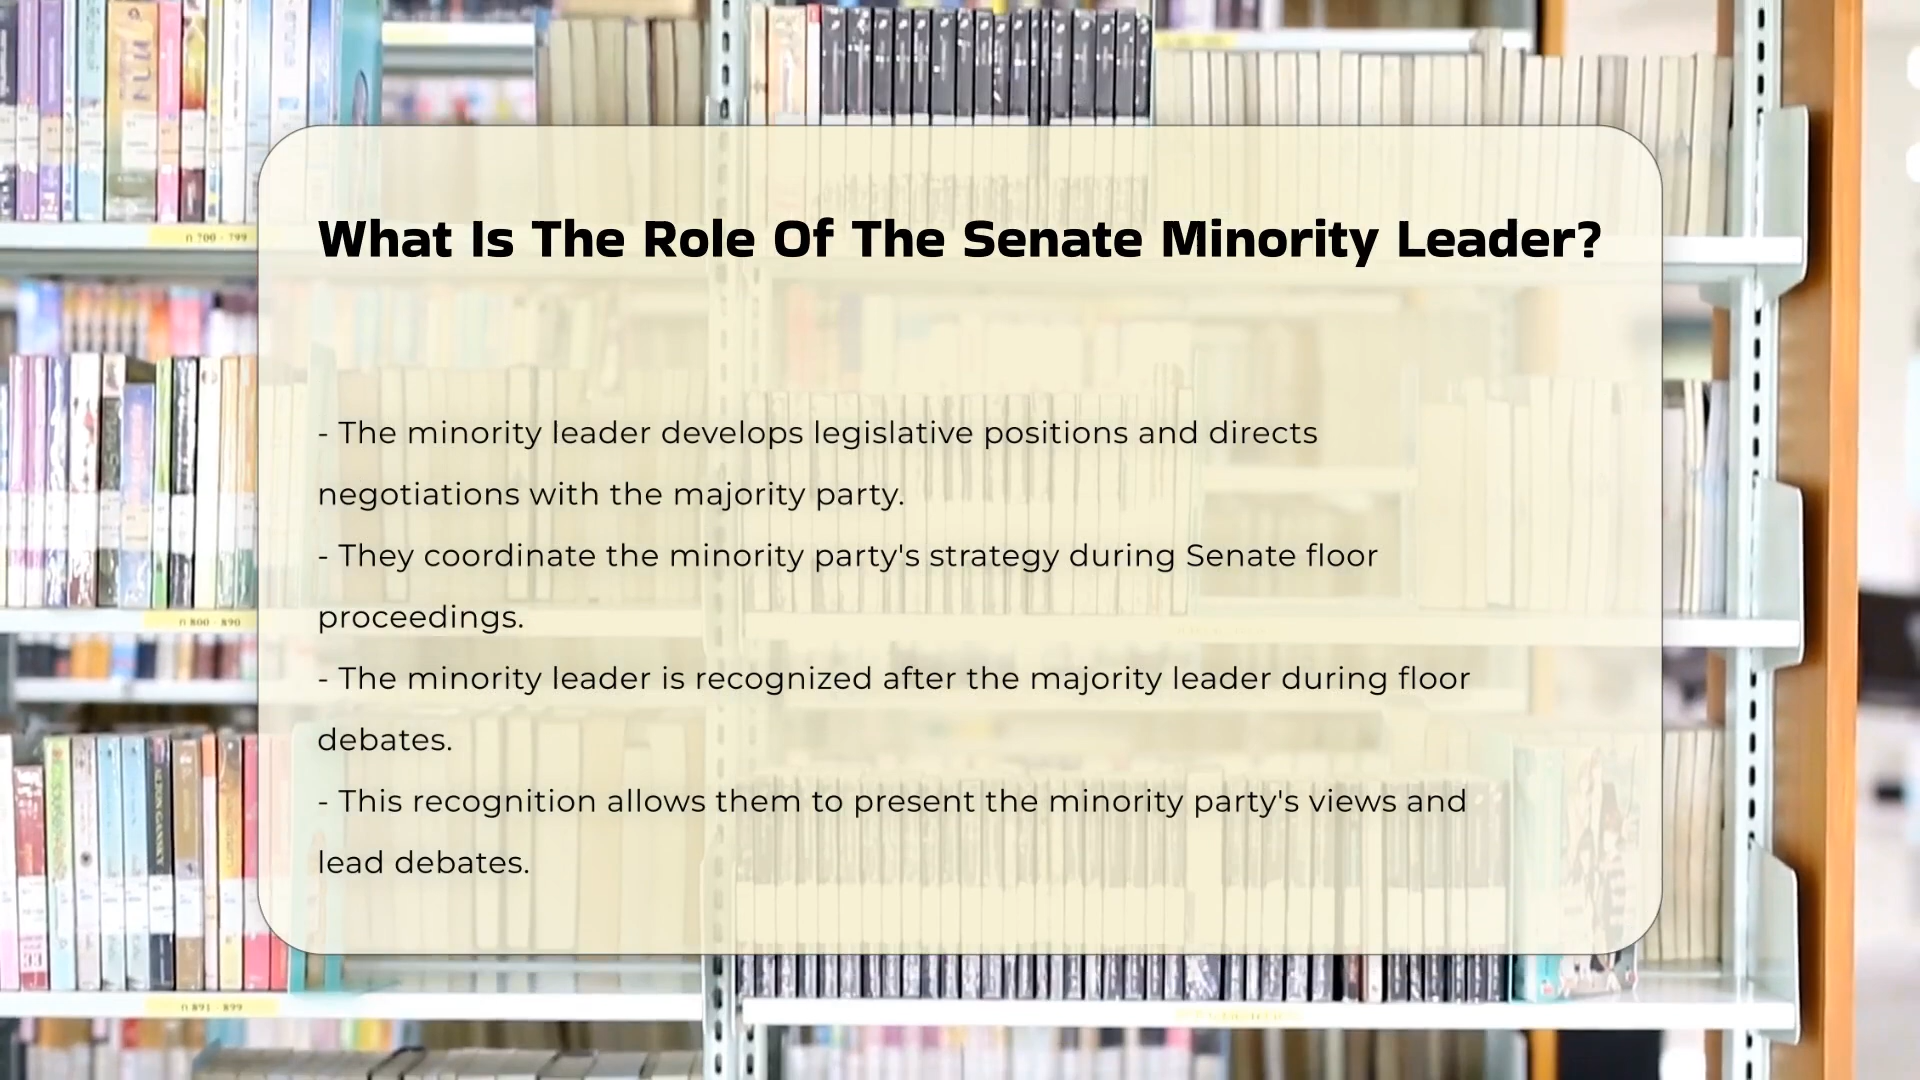 What Is The Role Of The Senate Minority Leader?
- The minority leader develops legislative positions and directs
negotiations with the majority party.
- They coordinate the minority party's strategy during Senate floor
proceedings.
- The minority leader is recognized after the majority leader during floor
debates.
- This recognition allows them to present the minority party's views and
lead debates.